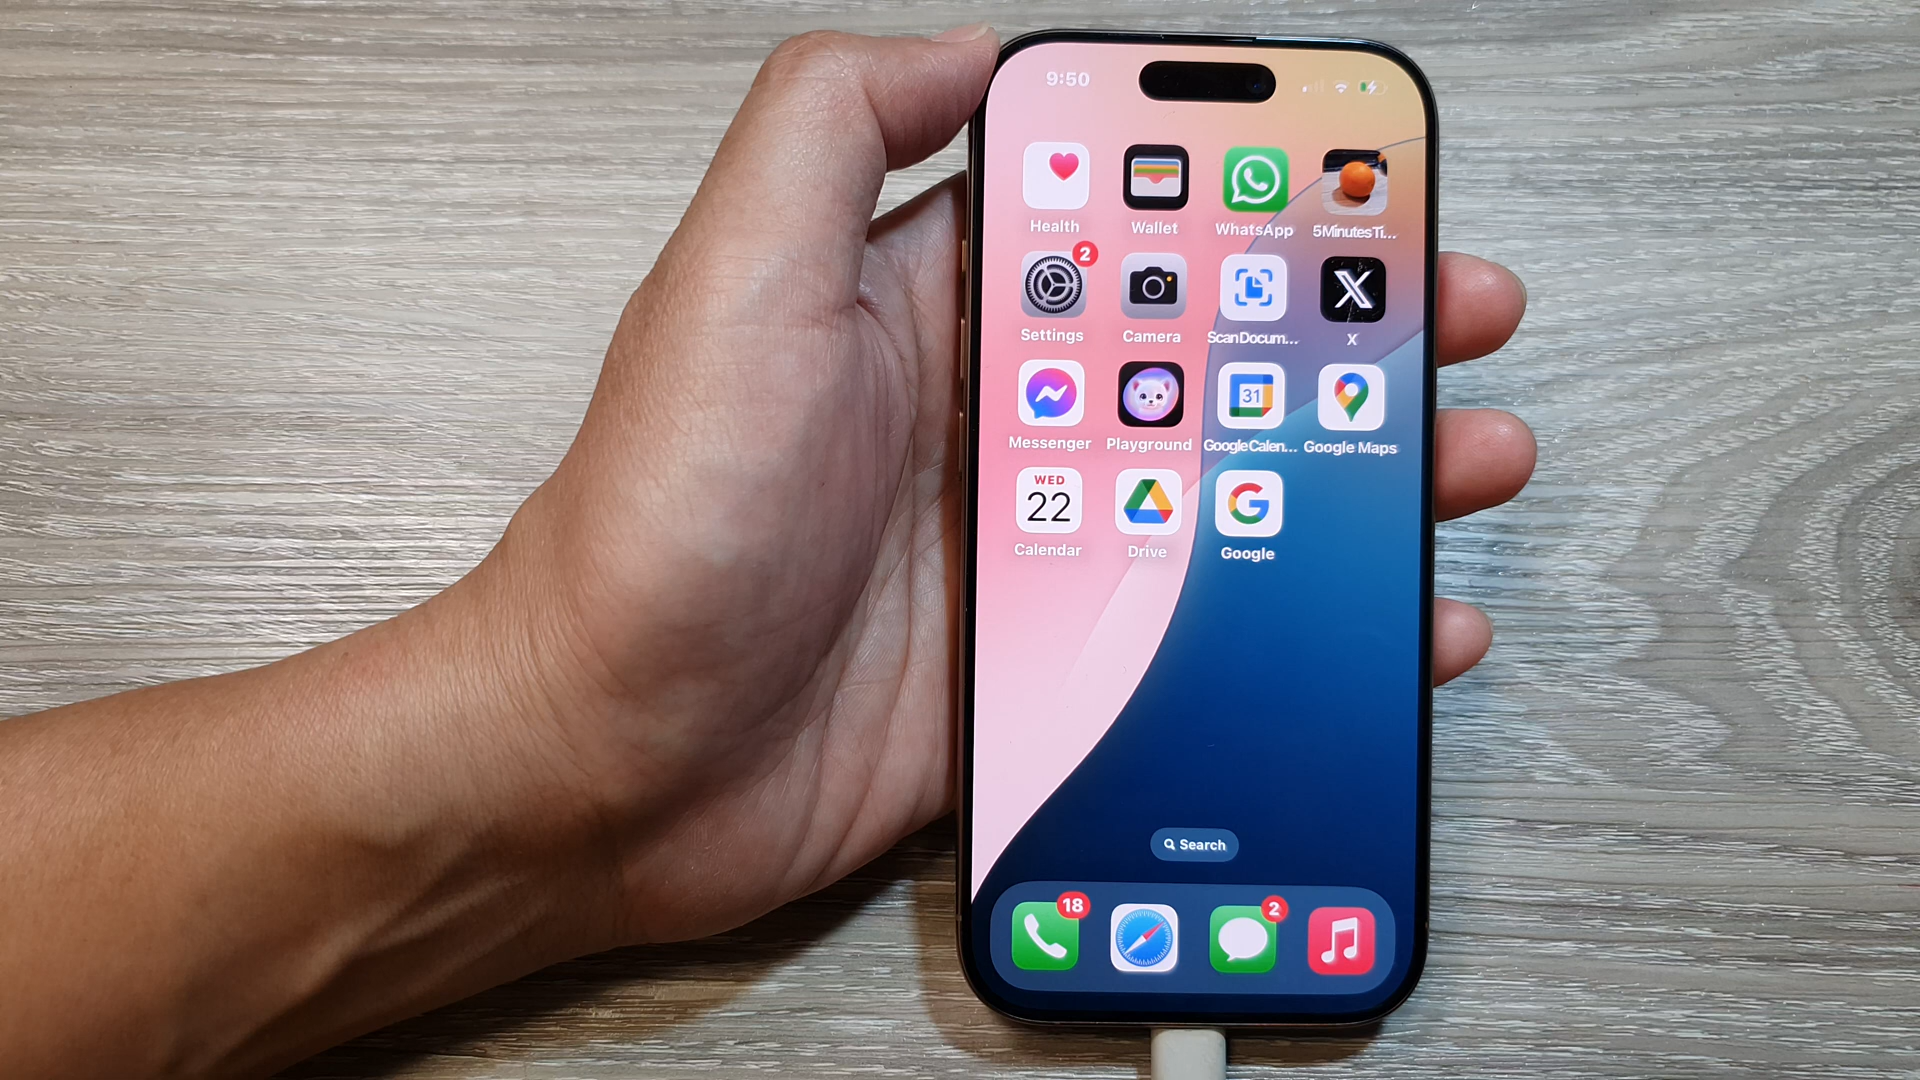 9:50
Health Wallet WhatsApp 5MinutesTi...
2
Settings Camera ScanDocum... X
31
Messenger Playground GoogleCalen... Google Maps
WED
22
Calendar Drive Google
Search
18 2